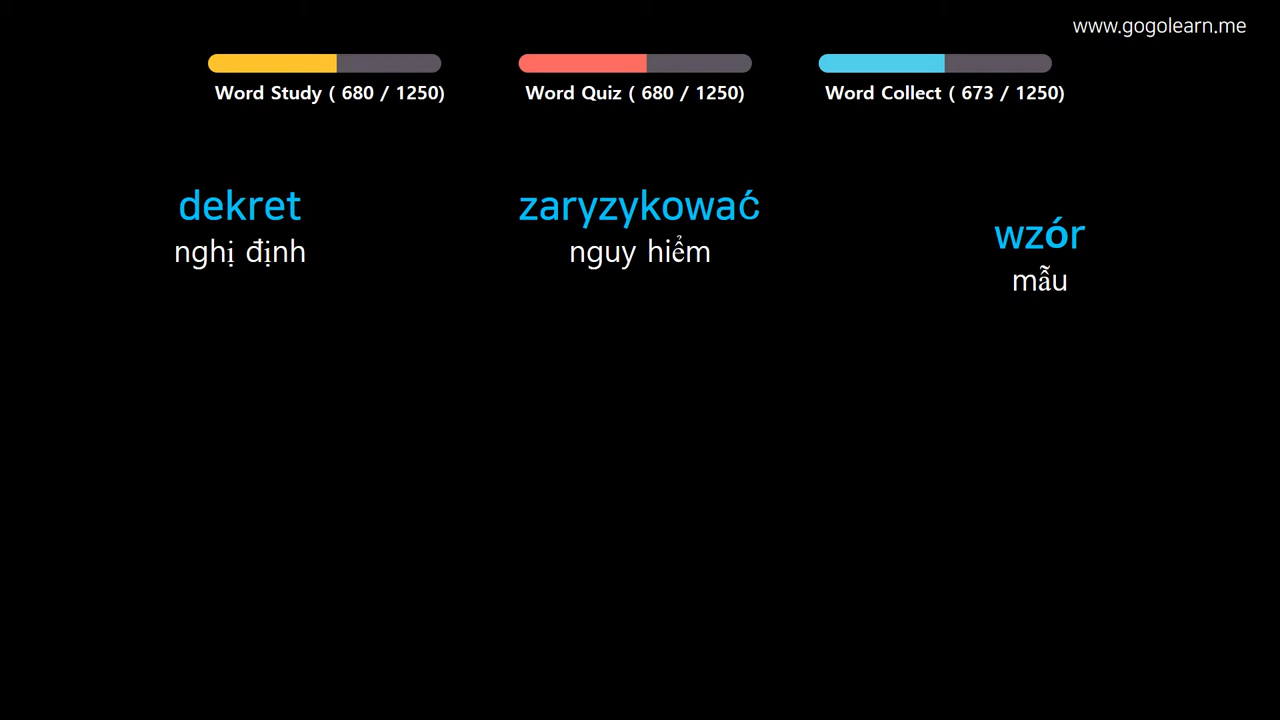 www.gogolearn.me
Word Study ( 680 / 1250)
Word Quiz ( 680 / 1250)
Word Collect ( 673 / 1250)
dekret
nghị định
zaryzykować
nguy hiểm
wzór
mẫu